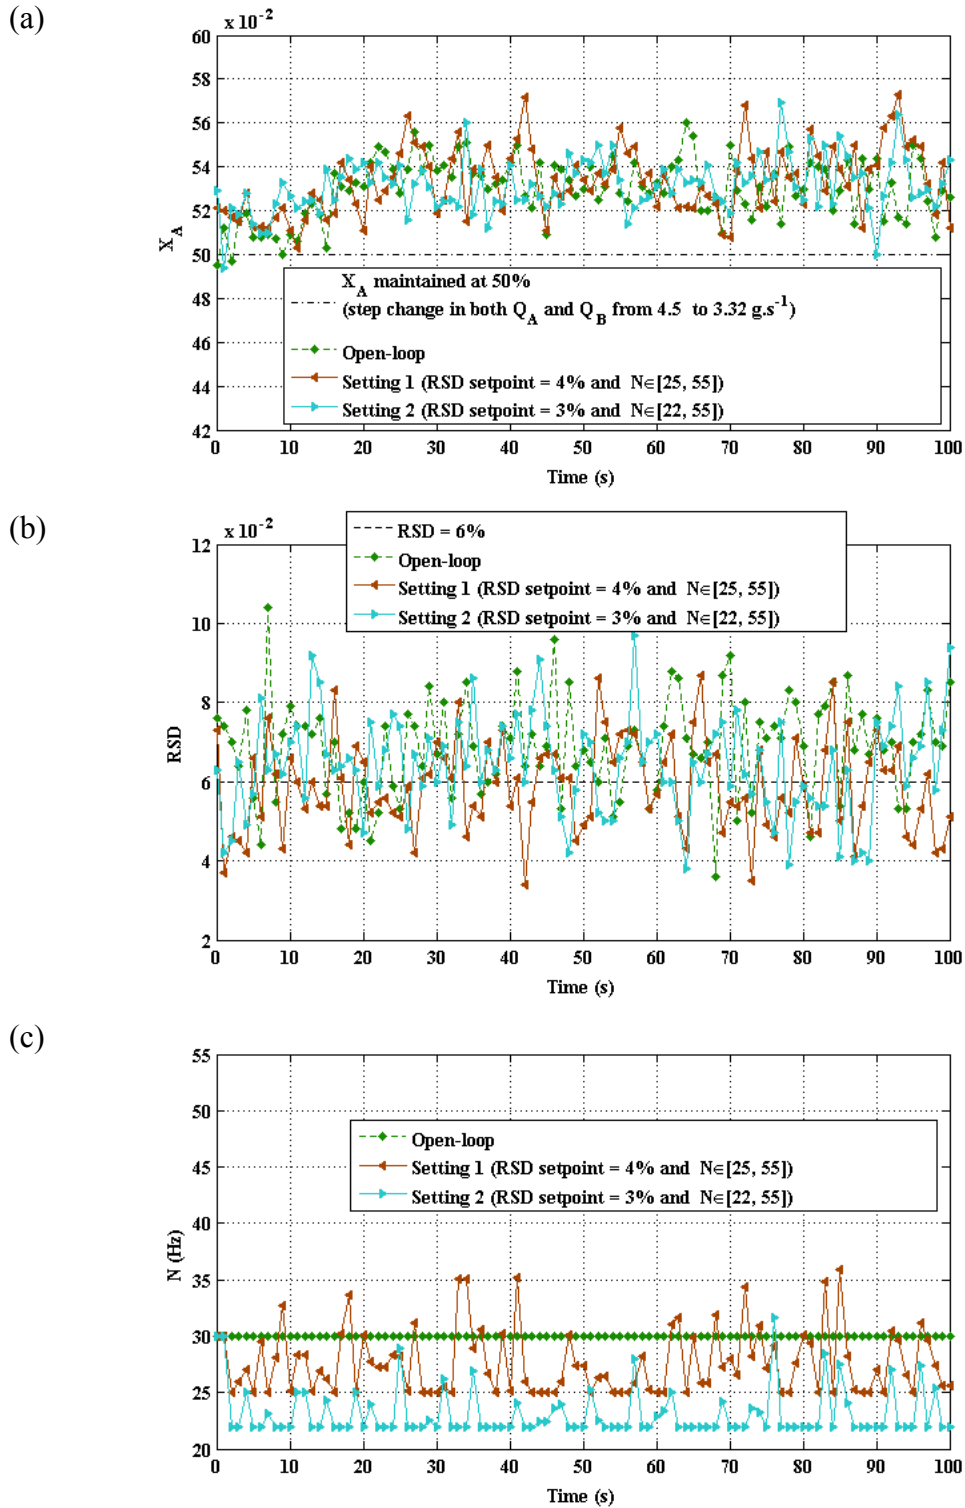 (a)
x 10-2
60
58
56
54
52
50
48
46
44
42
XA
XA maintained at 50%
(step change in both QA and QB from 4.5 to 3.32 g.s-1)
Open-loop
Setting 1 (RSD setpoint = 4% and N∈[25, 55])
Setting 2 (RSD setpoint = 3% and N∈[22, 55])
0 10 20 30 40 50 60 70 80 90 100
Time (s)
(b)
x 10-2
RSD = 6%
Open-loop
Setting 1 (RSD setpoint = 4% and N∈[25, 55])
Setting 2 (RSD setpoint = 3% and N∈[22, 55])
12
10
8
6
4
2
RSD
0 10 20 30 40 50 60 70 80 90 100
Time (s)
(c)
55
50
45
40
35
30
25
20
N (Hz)
Open-loop
Setting 1 (RSD setpoint = 4% and N∈[25, 55])
Setting 2 (RSD setpoint = 3% and N∈[22, 55])
0 10 20 30 40 50 60 70 80 90 100
Time (s)